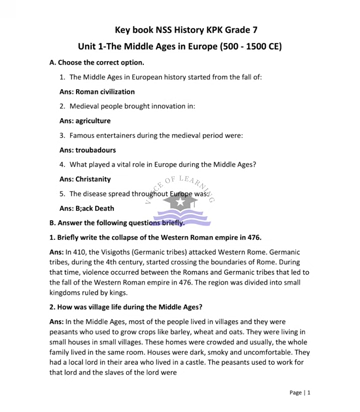 Key book NSS History KPK Grade 7
Unit 1-The Middle Ages in Europe (500 - 1500 CE)
A. Choose the correct option.
1. The Middle Ages in European history started from the fall of:
Ans: Roman civilization
2. Medieval people brought innovation in:
Ans: agriculture
3. Famous entertainers during the medieval period were:
Ans: troubadours
4. What played a vital role in Europe during the Middle Ages?
Ans: Christanity
5. The disease spread throughout Europe was:
Ans: B;ack Death
VOICE OF LEARNING
B. Answer the following questions briefly.
1. Briefly write the collapse of the Western Roman empire in 476.
Ans: In 410, the Visigoths (Germanic tribes) attacked Western Rome. Germanic
tribes, during the 4th century, started crossing the boundaries of Rome. During
that time, violence occurred between the Romans and Germanic tribes that led to
the fall of the Western Roman empire in 476. The region was divided into small
kingdoms ruled by kings.
2. How was village life during the Middle Ages?
Ans: In the Middle Ages, most of the people lived in villages and they were
peasants who used to grow crops like barley, wheat and oats. They were living in
small houses in small villages. These homes were crowded and usually, the whole
family lived in the same room. Houses were dark, smoky and uncomfortable. They
had a local lord in their area who lived in a castle. The peasants used to work for
that lord and the slaves of the lord were
Page | 1